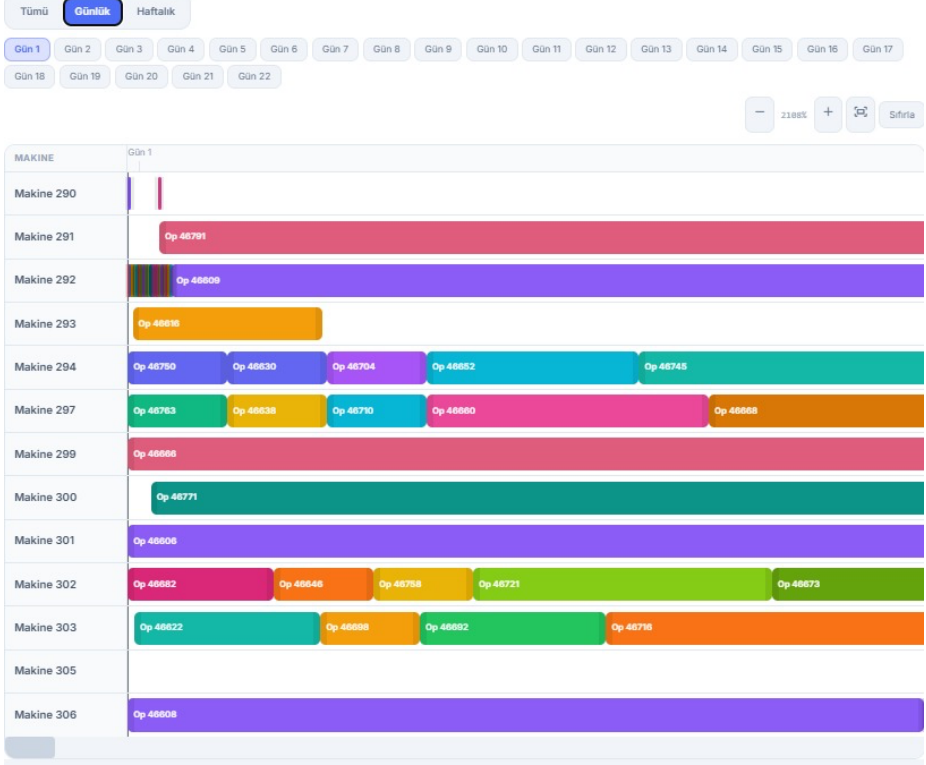 Tümü Günlük Haftalık
Gün 1 Gün 2 Gün 3 Gün 4 Gün 5 Gün 6 Gün 7 Gün 8 Gün 9 Gün 10 Gün 11 Gün 12 Gün 13 Gün 14 Gün 15 Gün 16 Gün 17
Gün 18 Gün 19 Gün 20 Gün 21 Gün 22
− 2108% + Sıfırla
MAKINE Gün 1
Makine 290
Makine 291 Op 46791
Makine 292 Op 46609
Makine 293 Op 46616
Makine 294 Op 46750 Op 46630 Op 46704 Op 46652 Op 46745
Makine 297 Op 46763 Op 46638 Op 46710 Op 46660 Op 46668
Makine 299 Op 46666
Makine 300 Op 46771
Makine 301 Op 46606
Makine 302 Op 46682 Op 46646 Op 46758 Op 46721 Op 46673
Makine 303 Op 46622 Op 46698 Op 46692 Op 46716
Makine 305
Makine 306 Op 46608